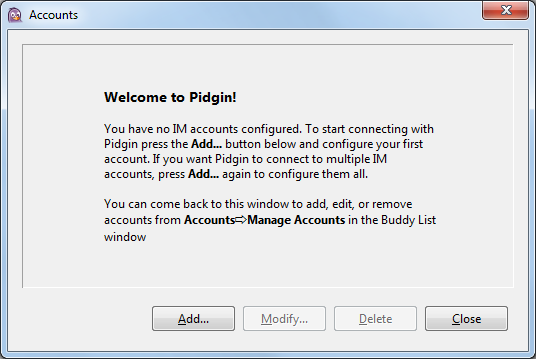 Accounts
Welcome to Pidgin!
You have no IM accounts configured. To start connecting with
Pidgin press the Add... button below and configure your first
account. If you want Pidgin to connect to multiple IM
accounts, press Add... again to configure them all.
You can come back to this window to add, edit, or remove
accounts from Accounts⇨Manage Accounts in the Buddy List
window
Add... Modify... Delete Close